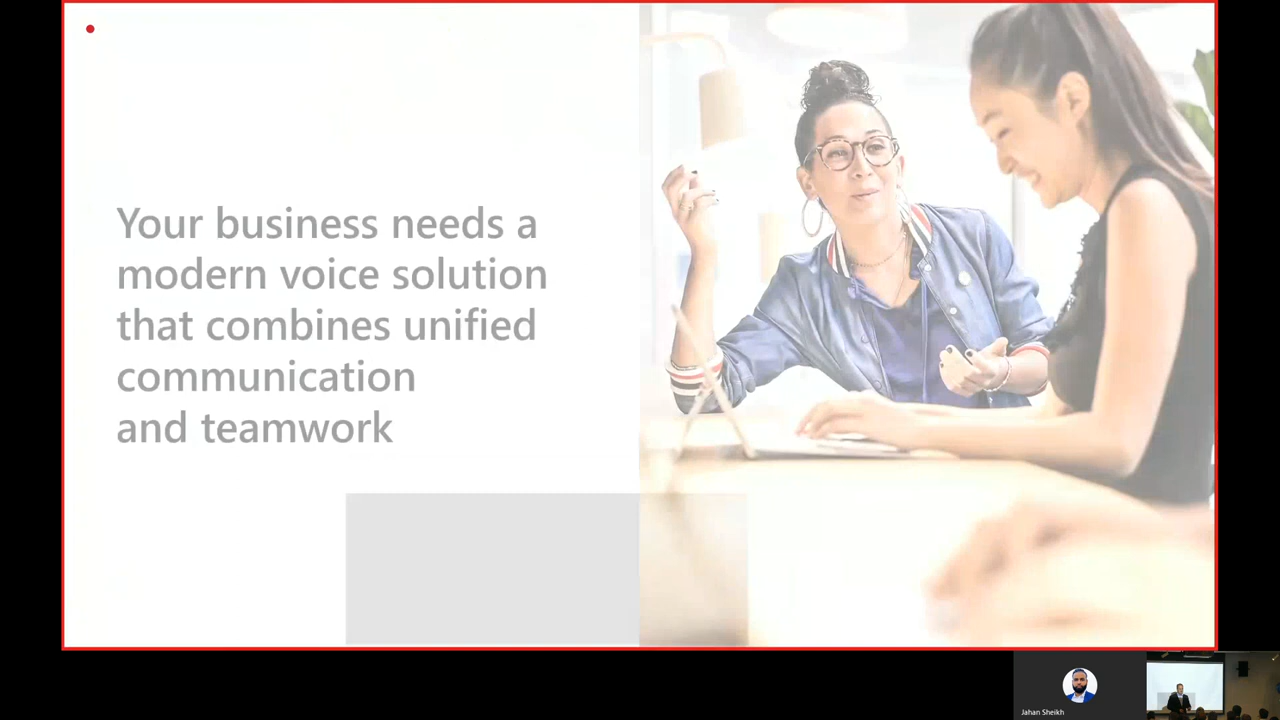 Your business needs a
modern voice solution
that combines unified
communication
and teamwork
Jahan Sheikh